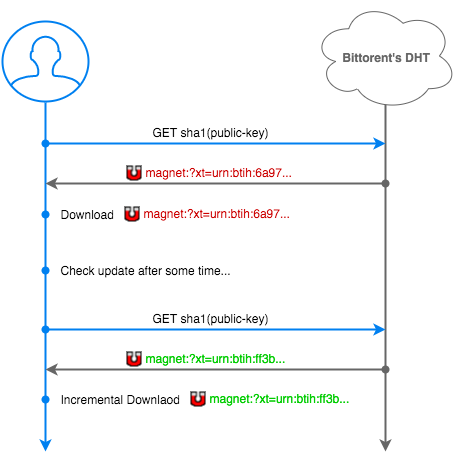 Bittorent's DHT
GET sha1(public-key)
magnet:?xt=urn:btih:6a97...
Download magnet:?xt=urn:btih:6a97...
Check update after some time...
GET sha1(public-key)
magnet:?xt=urn:btih:ff3b...
Incremental Downlaod magnet:?xt=urn:btih:ff3b...